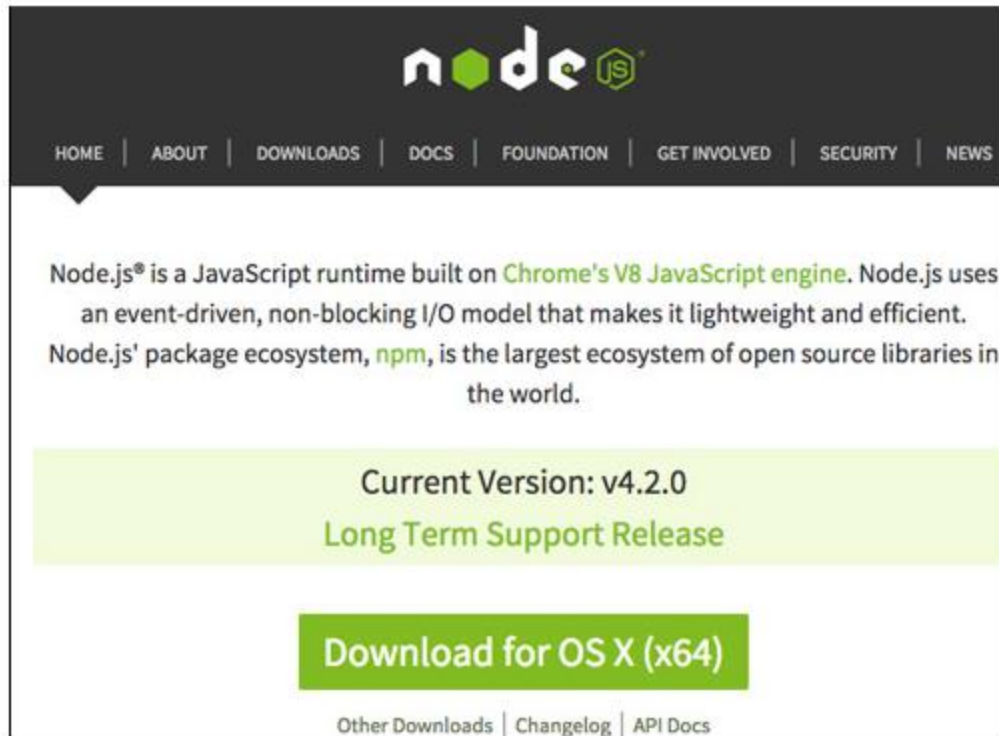 node JS
HOME | ABOUT | DOWNLOADS | DOCS | FOUNDATION | GET INVOLVED | SECURITY | NEWS
Node.js® is a JavaScript runtime built on Chrome's V8 JavaScript engine. Node.js uses
an event-driven, non-blocking I/O model that makes it lightweight and efficient.
Node.js' package ecosystem, npm, is the largest ecosystem of open source libraries in
the world.
Current Version: v4.2.0
Long Term Support Release
Download for OS X (x64)
Other Downloads | Changelog | API Docs